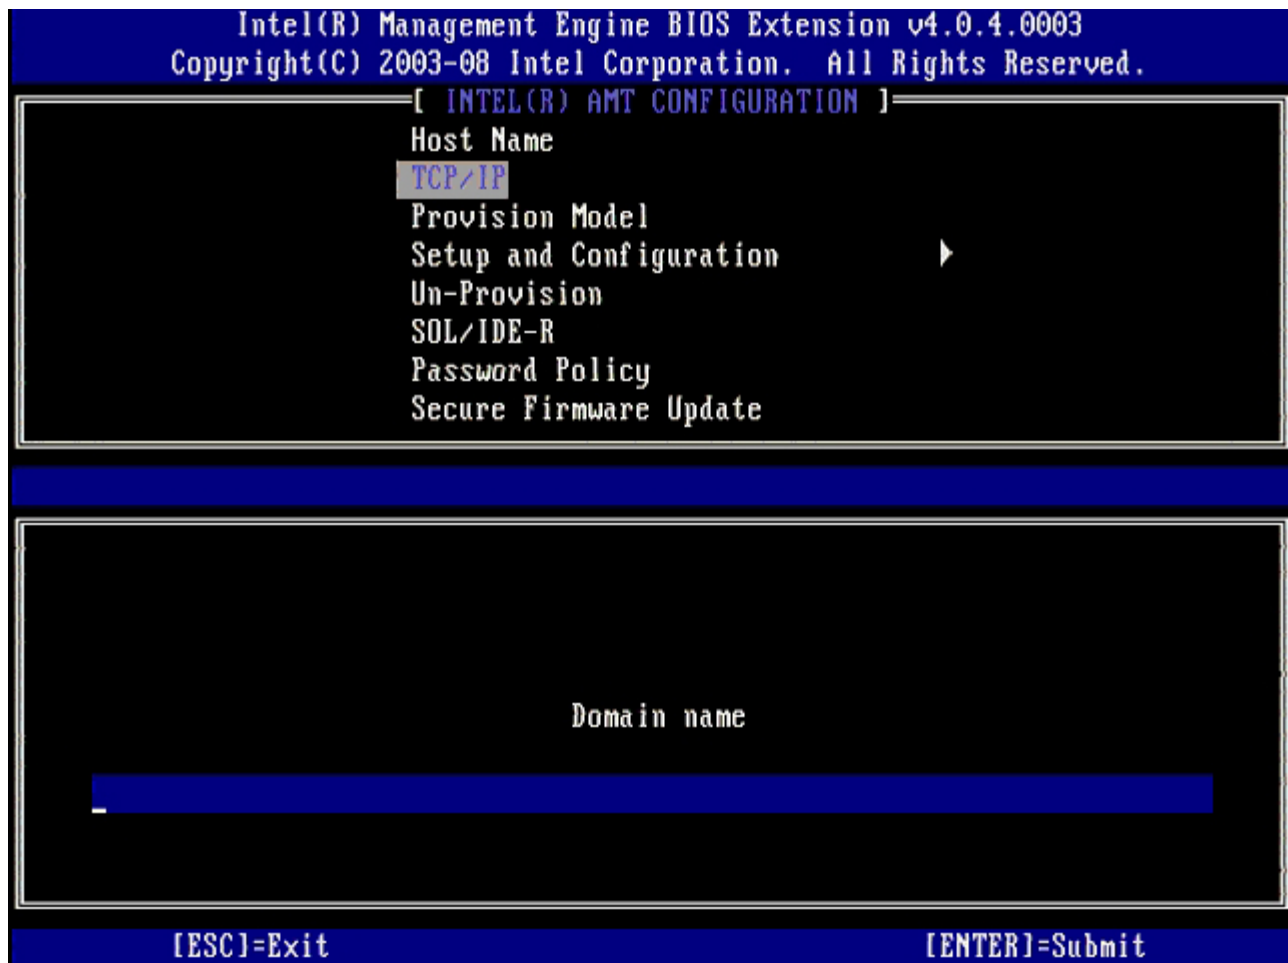 Intel(R) Management Engine BIOS Extension v4.0.4.0003
Copyright(C) 2003-08 Intel Corporation. All Rights Reserved.
[ INTEL(R) AMT CONFIGURATION ]
Host Name
TCP/IP
Provision Model
Setup and Configuration
Un-Provision
SOL/IDE-R
Password Policy
Secure Firmware Update
Domain name
[ESC]=Exit [ENTER]=Submit